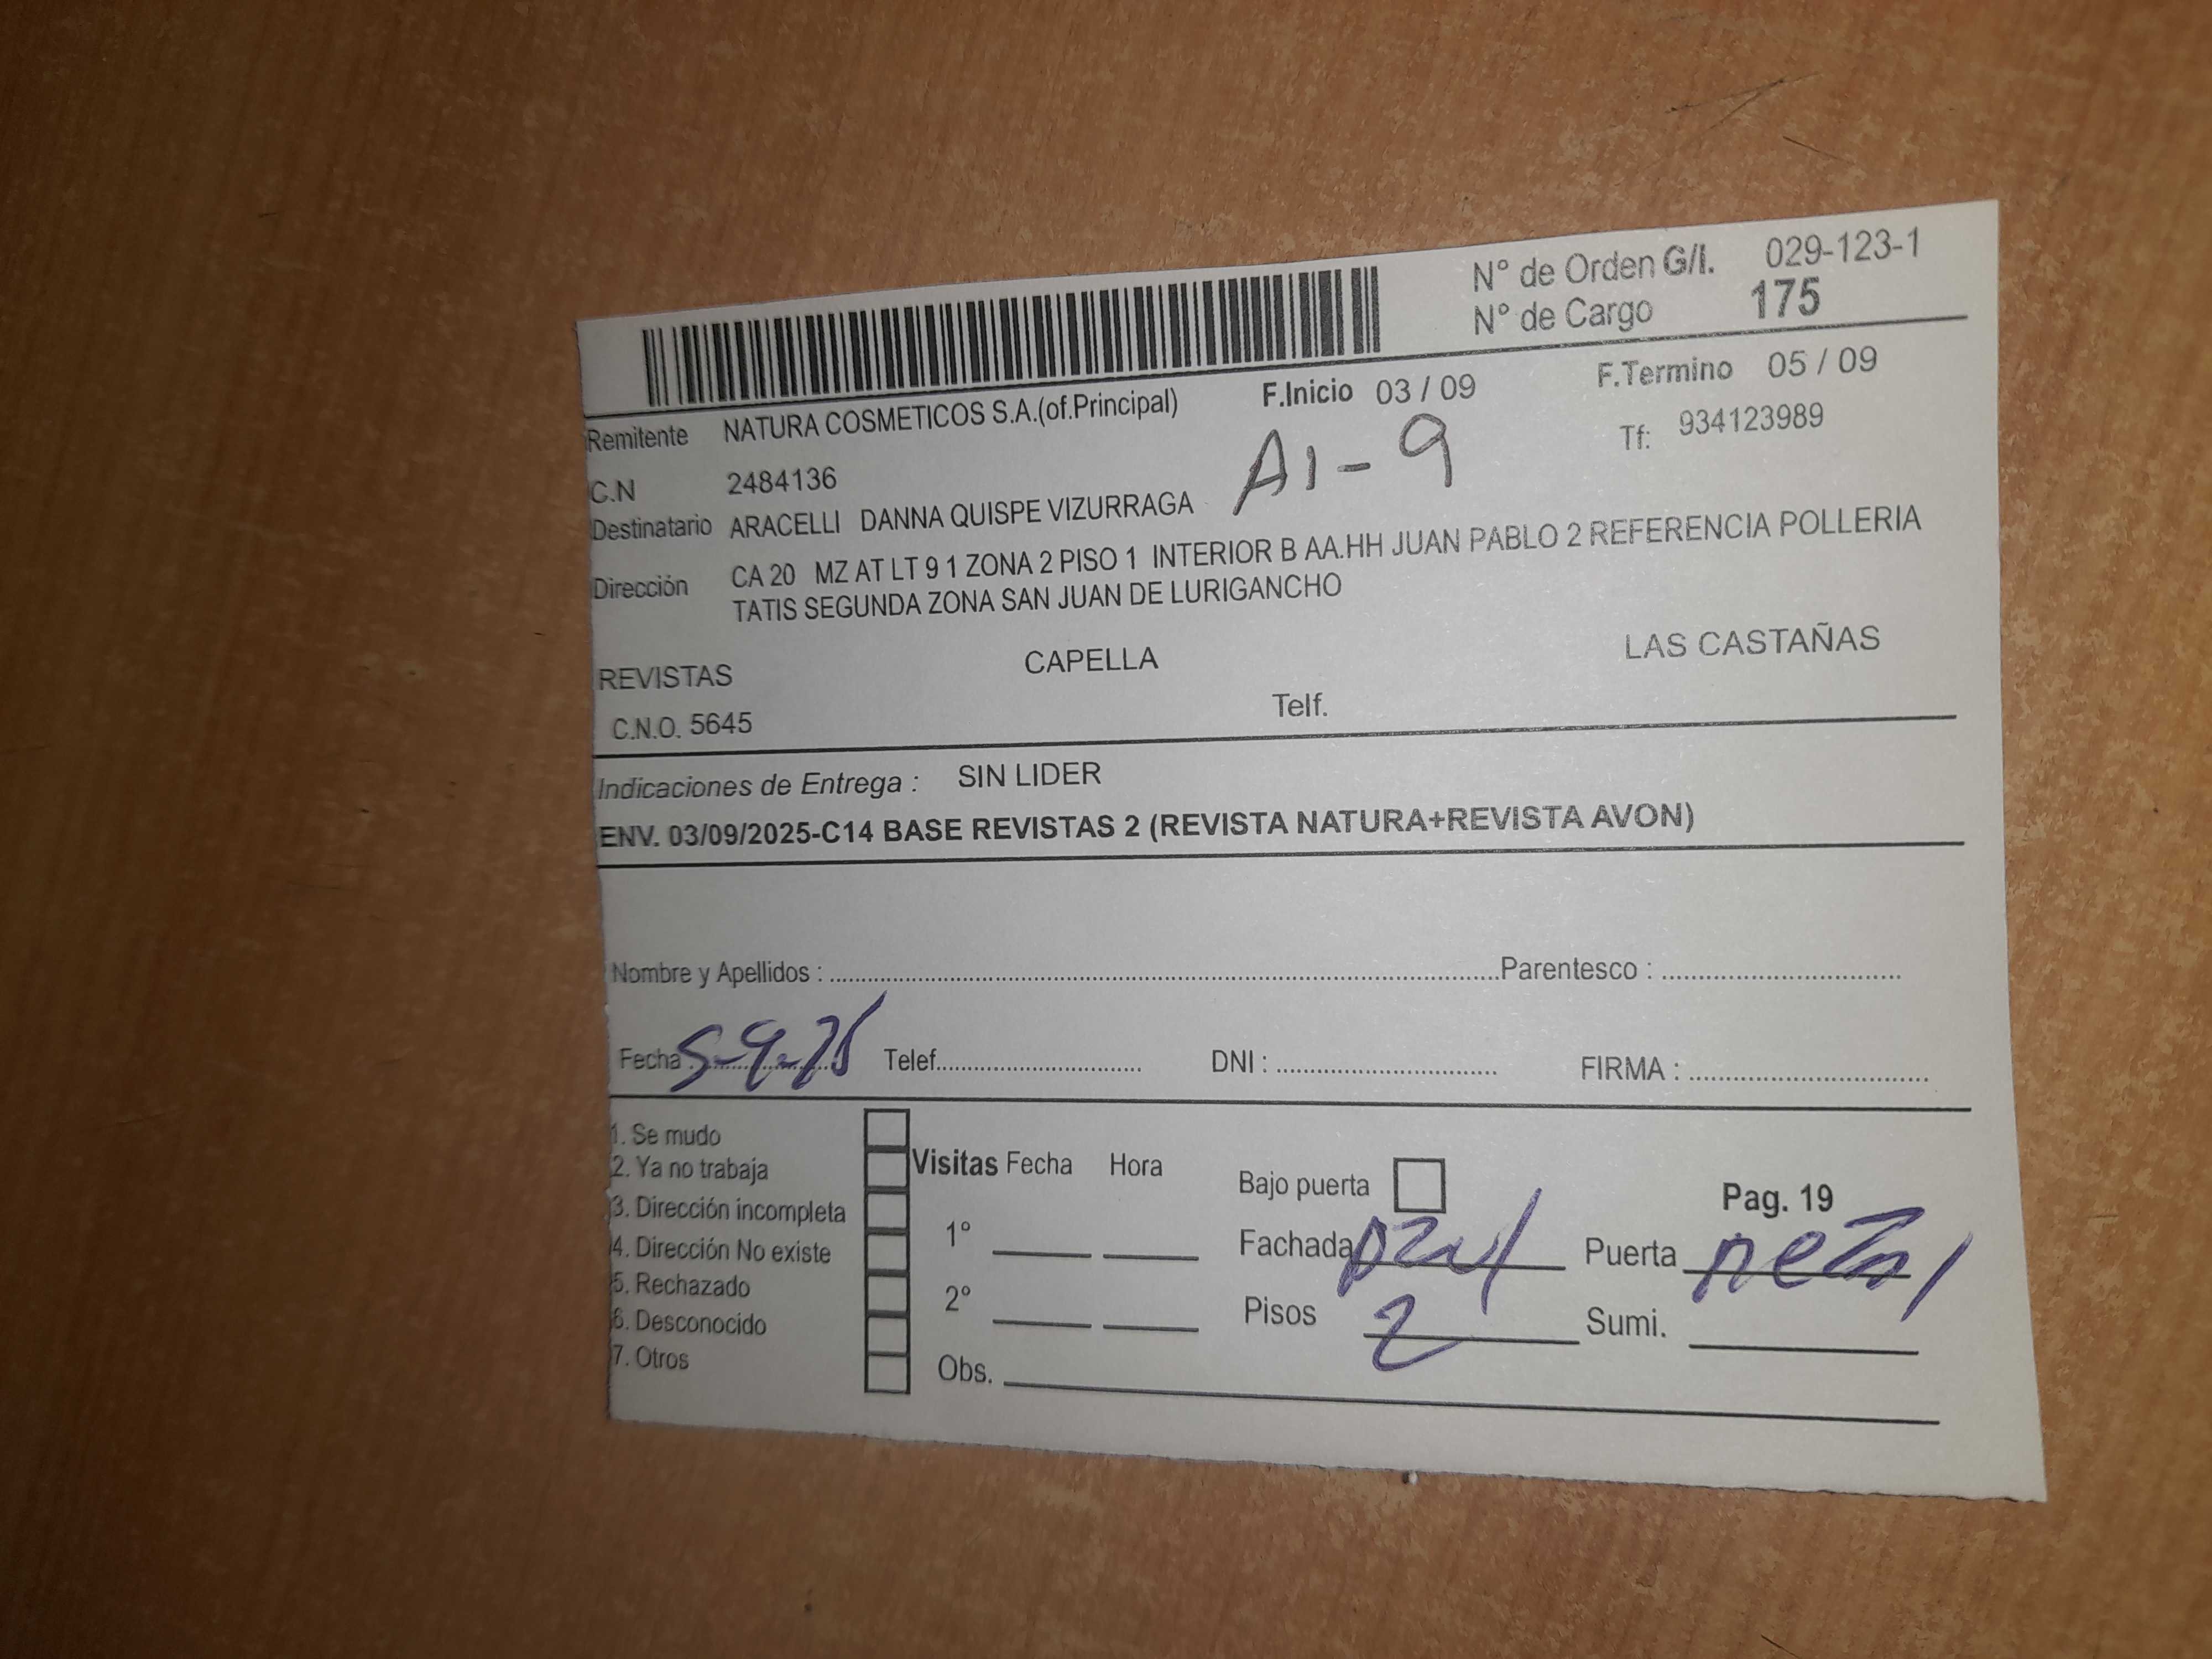 N° de Orden G/I. 029-123-1
N° de Cargo 175
F.Inicio 03 / 09 F.Termino 05 / 09
Remitente NATURA COSMETICOS S.A.(of.Principal) Tf: 934123989
C.N 2484136 A1-9
Destinatario ARACELLI DANNA QUISPE VIZURRAGA
Dirección CA 20 MZ AT LT 9 1 ZONA 2 PISO 1 INTERIOR B AA.HH JUAN PABLO 2 REFERENCIA POLLERIA
TATIS SEGUNDA ZONA SAN JUAN DE LURIGANCHO
REVISTAS CAPELLA LAS CASTAÑAS
C.N.O. 5645 Telf.
Indicaciones de Entrega : SIN LIDER
ENV. 03/09/2025-C14 BASE REVISTAS 2 (REVISTA NATURA+REVISTA AVON)
Nombre y Apellidos : Parentesco :
Fecha : 5-9-25 Telef. DNI : FIRMA :
1. Se mudo
2. Ya no trabaja
3. Dirección incompleta
4. Dirección No existe
5. Rechazado
6. Desconocido
7. Otros
Visitas Fecha Hora
1°
2°
Obs.
Bajo puerta Pag. 19
Fachada Puerta metal
Pisos 2 Sumi.